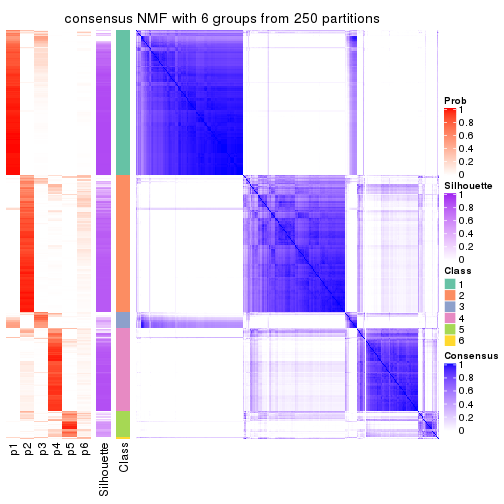 consensus NMF with 6 groups from 250 partitions
Prob
1
0.8
0.6
0.4
0.2
0
Silhouette
1
0.8
0.6
0.4
0.2
0
Class
1
2
3
4
5
6
Consensus
1
0.8
0.6
0.4
0.2
0
p1
p2
p3
p4
p5
p6
Silhouette
Class